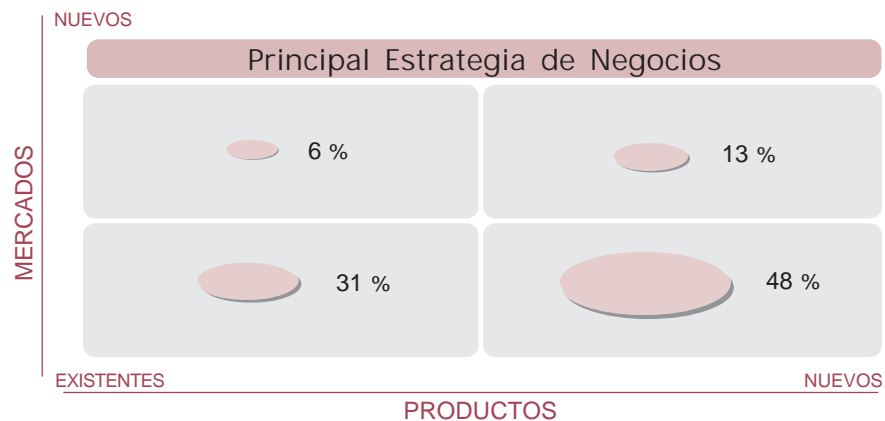 NUEVOS
Principal Estrategia de Negocios
6 %
13 %
MERCADOS
31 %
48 %
EXISTENTES
NUEVOS
PRODUCTOS